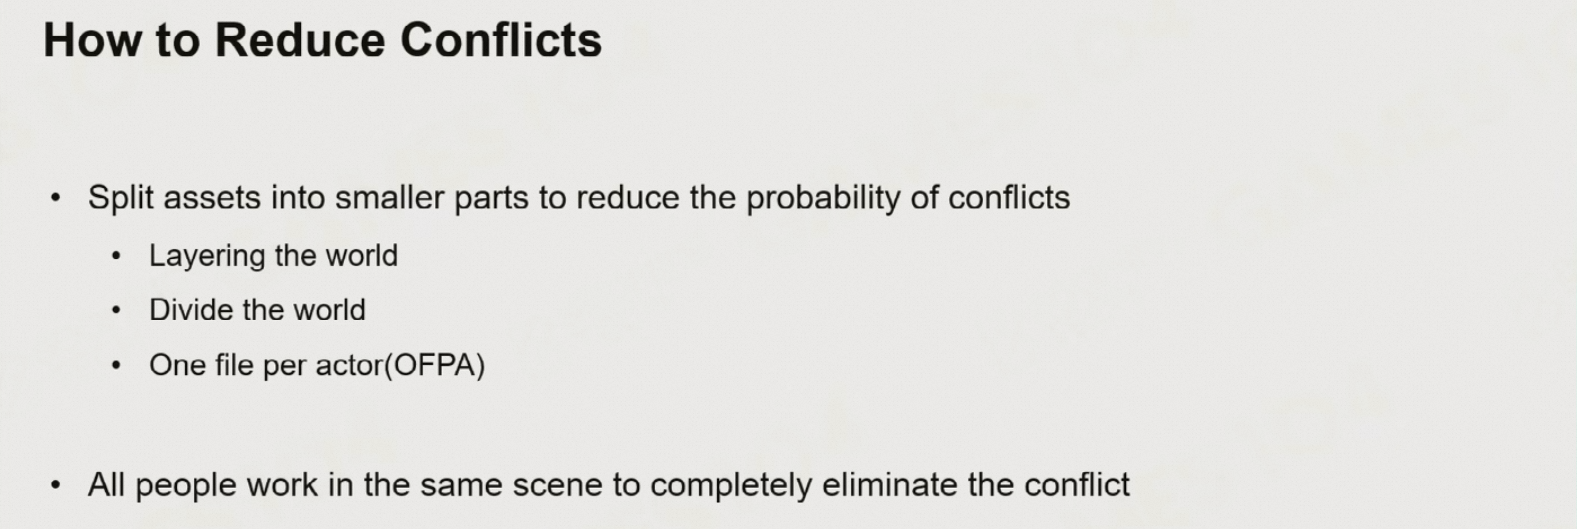 How to Reduce Conflicts
• Split assets into smaller parts to reduce the probability of conflicts
• Layering the world
• Divide the world
• One file per actor(OFPA)
• All people work in the same scene to completely eliminate the conflict